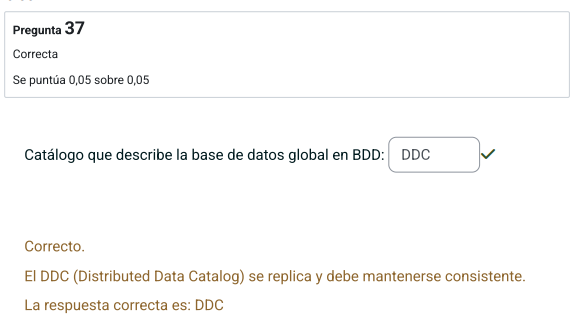 Pregunta 37
Correcta
Se puntúa 0,05 sobre 0,05
Catálogo que describe la base de datos global en BDD: DDC
Correcto.
El DDC (Distributed Data Catalog) se replica y debe mantenerse consistente.
La respuesta correcta es: DDC